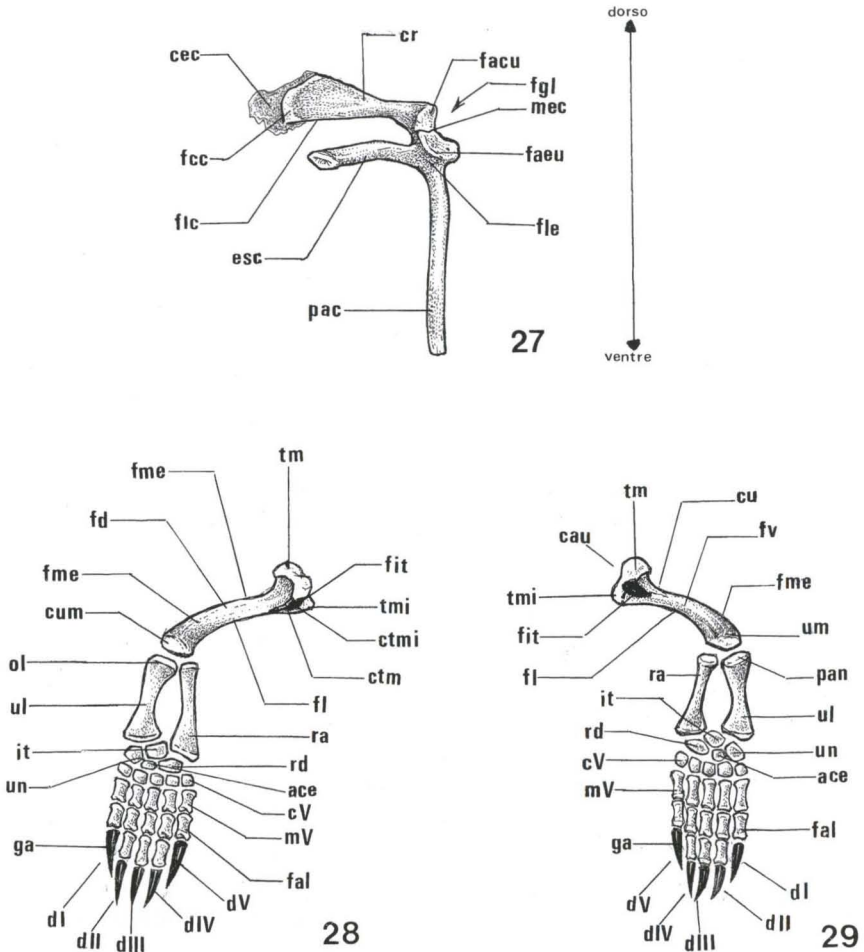 dorso
cr
cec
facu
fgl
mec
fcc
faeu
flc
fle
esc
pac
27
ventre
tm
fme
fd
fit
fme
tmi
cum
ctmi
ol
ctm
ul
fl
it
ra
un
rd
ace
cV
mV
ga
fal
dI
dV
dII
dIV
dIII
28
tm
cu
cau
fv
tmi
fme
fit
um
fl
ra
pan
it
ul
rd
un
cV
ace
mV
ga
fal
dV
dI
dIV
dII
dIII
29